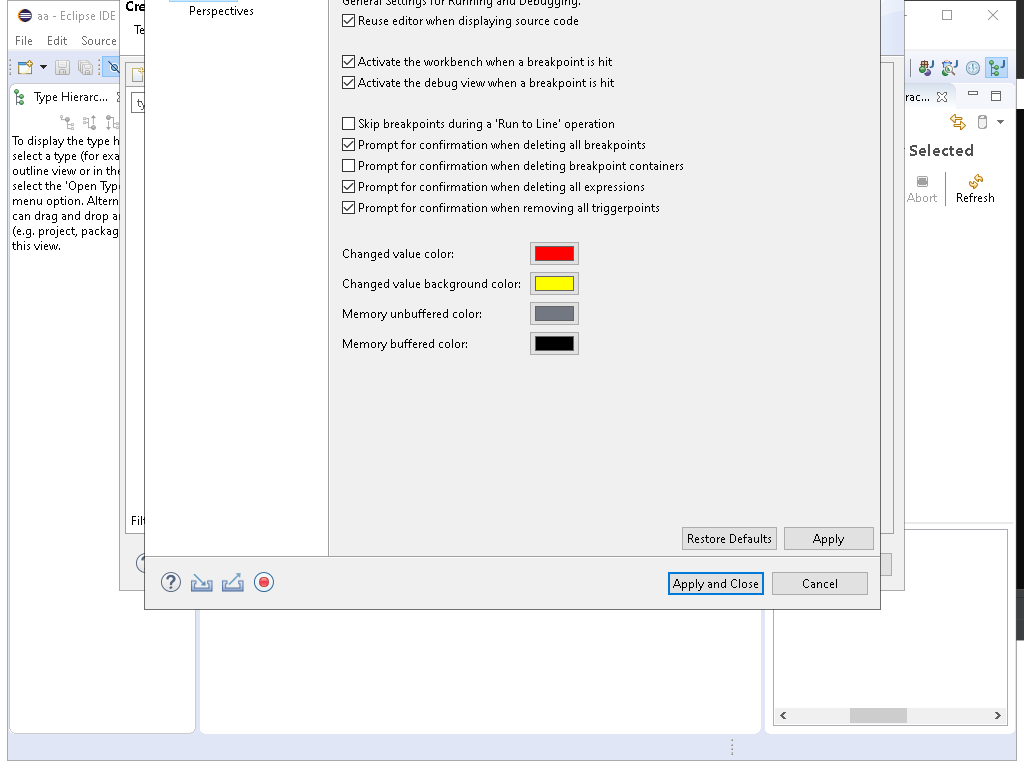 aa - Eclipse IDE
Cre
Perspectives
General Settings for Running and Debugging.
Te
File Edit Source
Reuse editor when displaying source code
Activate the workbench when a breakpoint is hit
Activate the debug view when a breakpoint is hit
Type Hierarc...
rac...
ty
Skip breakpoints during a 'Run to Line' operation
Prompt for confirmation when deleting all breakpoints
Prompt for confirmation when deleting breakpoint containers
Prompt for confirmation when deleting all expressions
Prompt for confirmation when removing all triggerpoints
To display the type h
select a type (for exa
outline view or in the
select the 'Open Type
menu option. Altern
can drag and drop a
(e.g. project, packag
this view.
Selected
Abort
Refresh
Changed value color:
Changed value background color:
Memory unbuffered color:
Memory buffered color:
Filt
Restore Defaults
Apply
Apply and Close
Cancel